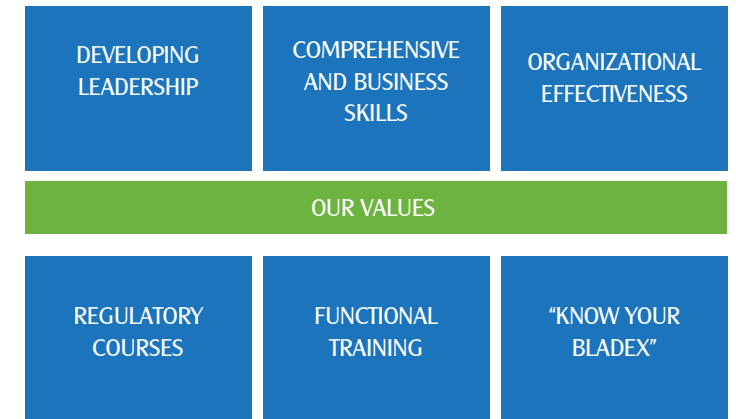 DEVELOPING
LEADERSHIP
COMPREHENSIVE
AND BUSINESS
SKILLS
ORGANIZATIONAL
EFFECTIVENESS
OUR VALUES
REGULATORY
COURSES
FUNCTIONAL
TRAINING
“KNOW YOUR
BLADEX”